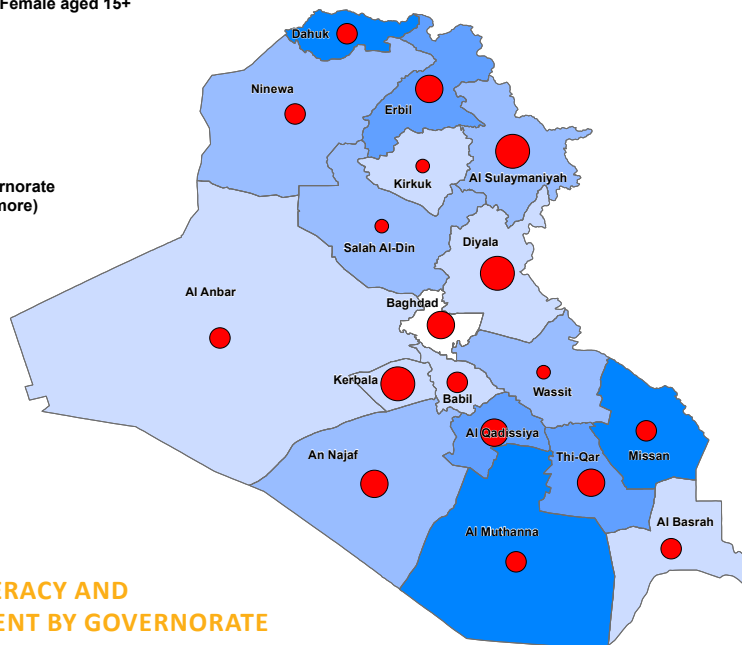 Female aged 15+
Dahuk
Ninewa
Erbil
rnorate
more)
Kirkuk
Al Sulaymaniyah
Salah Al-Din
Diyala
Al Anbar
Baghdad
Kerbala
Babil
Wassit
Al Qadissiya
An Najaf
Thi-Qar
Missan
Al Basrah
Al Muthanna
ERACY AND
ENT BY GOVERNORATE